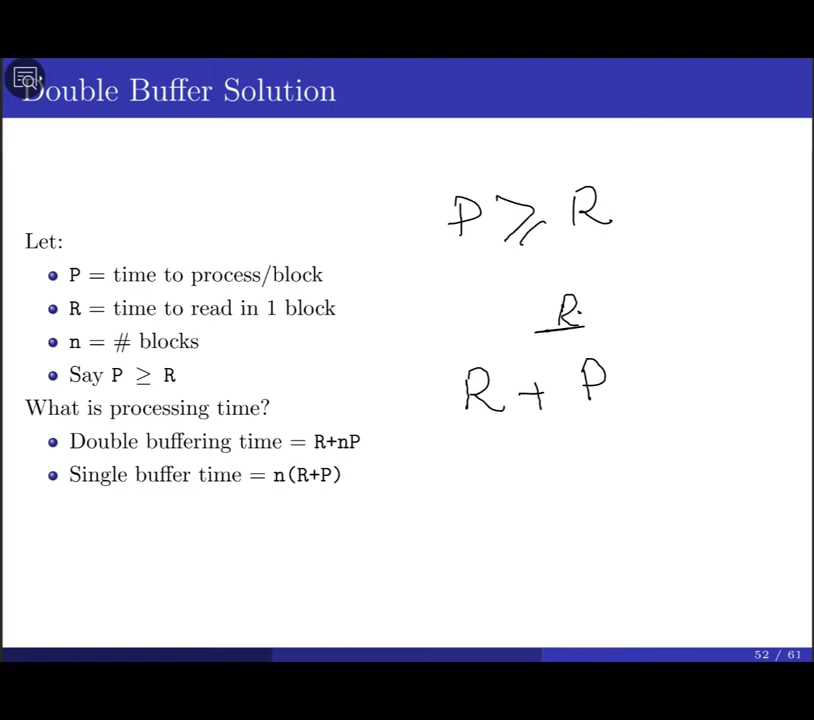 Double Buffer Solution
Let:
P = time to process/block
R = time to read in 1 block
n = # blocks
Say P ≥ R
What is processing time?
Double buffering time = R+nP
Single buffer time = n(R+P)
P ≥ R
R
R + P
52 / 61